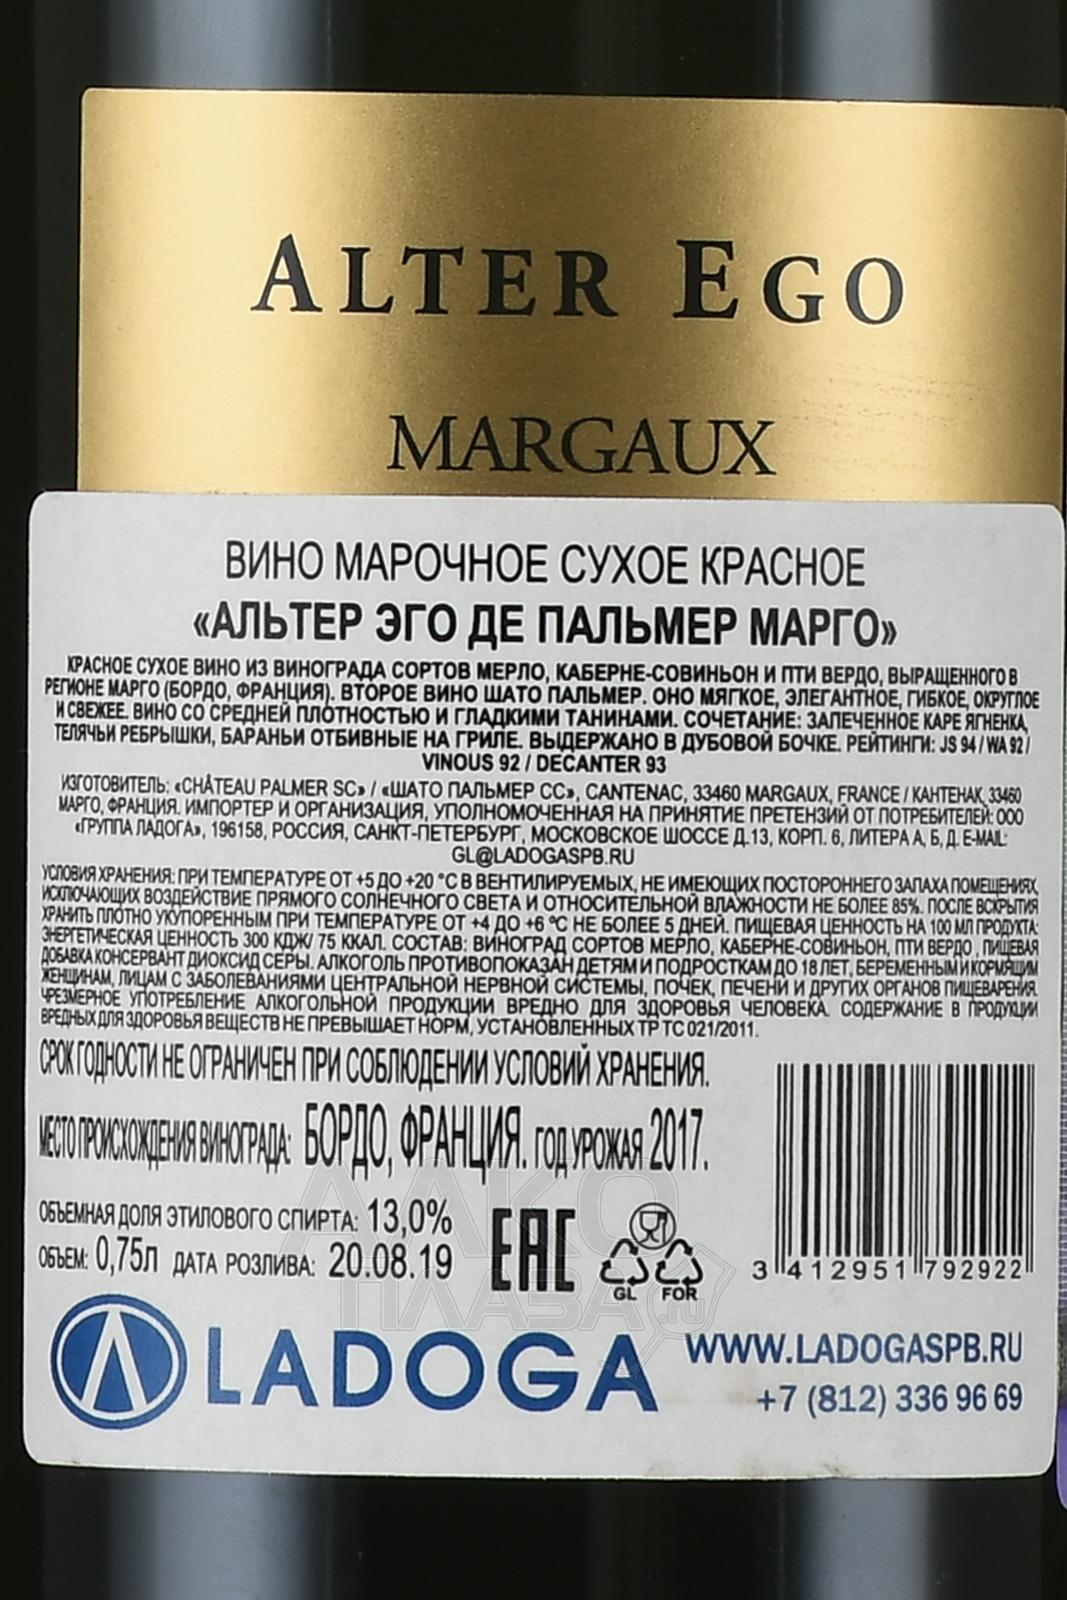 ALTER EGO
MARGAUX
ВИНО МАРОЧНОЕ СУХОЕ КРАСНОЕ
«АЛЬТЕР ЭГО ДЕ ПАЛЬМЕР МАРГО»
КРАСНОЕ СУХОЕ ВИНО ИЗ ВИНОГРАДА СОРТОВ МЕРЛО, КАБЕРНЕ-СОВИНЬОН И ПТИ ВЕРДО, ВЫРАЩЕННОГО В
РЕГИОНЕ МАРГО (БОРДО, ФРАНЦИЯ). ВТОРОЕ ВИНО ШАТО ПАЛЬМЕР. ОНО МЯГКОЕ, ЭЛЕГАНТНОЕ, ГИБКОЕ, ОКРУГЛОЕ
И СВЕЖЕЕ. ВИНО СО СРЕДНЕЙ ПЛОТНОСТЬЮ И ГЛАДКИМИ ТАНИНАМИ. СОЧЕТАНИЕ: ЗАПЕЧЕННОЕ КАРЕ ЯГНЕНКА,
ТЕЛЯЧЬИ РЕБРЫШКИ, БАРАНЬИ ОТБИВНЫЕ НА ГРИЛЕ. ВЫДЕРЖАНО В ДУБОВОЙ БОЧКЕ. РЕЙТИНГИ: JS 94 / WA 92 /
VINOUS 92 / DECANTER 93
ИЗГОТОВИТЕЛЬ: «CHÂTEAU PALMER SC» / «ШАТО ПАЛЬМЕР СС», CANTENAC, 33460 MARGAUX, FRANCE / КАНТЕНАК, 33460
МАРГО, ФРАНЦИЯ. ИМПОРТЕР И ОРГАНИЗАЦИЯ, УПОЛНОМОЧЕННАЯ НА ПРИНЯТИЕ ПРЕТЕНЗИЙ ОТ ПОТРЕБИТЕЛЕЙ: ООО
«ГРУППА ЛАДОГА», 196158, РОССИЯ, САНКТ-ПЕТЕРБУРГ, МОСКОВСКОЕ ШОССЕ Д.13, КОРП. 6, ЛИТЕРА А, Б, Д. E-MAIL:
GL@LADOGASPB.RU
УСЛОВИЯ ХРАНЕНИЯ: ПРИ ТЕМПЕРАТУРЕ ОТ +5 ДО +20 °С В ВЕНТИЛИРУЕМЫХ, НЕ ИМЕЮЩИХ ПОСТОРОННЕГО ЗАПАХА ПОМЕЩЕНИЯХ,
ИСКЛЮЧАЮЩИХ ВОЗДЕЙСТВИЕ ПРЯМОГО СОЛНЕЧНОГО СВЕТА И ОТНОСИТЕЛЬНОЙ ВЛАЖНОСТИ НЕ БОЛЕЕ 85%. ПОСЛЕ ВСКРЫТИЯ
ХРАНИТЬ ПЛОТНО УКУПОРЕННЫМ ПРИ ТЕМПЕРАТУРЕ ОТ +4 ДО +6 °С НЕ БОЛЕЕ 5 ДНЕЙ. ПИЩЕВАЯ ЦЕННОСТЬ НА 100 МЛ ПРОДУКТА:
ЭНЕРГЕТИЧЕСКАЯ ЦЕННОСТЬ 300 КДЖ/ 75 ККАЛ. СОСТАВ: ВИНОГРАД СОРТОВ МЕРЛО, КАБЕРНЕ-СОВИНЬОН, ПТИ ВЕРДО, ПИЩЕВАЯ
ДОБАВКА КОНСЕРВАНТ ДИОКСИД СЕРЫ. АЛКОГОЛЬ ПРОТИВОПОКАЗАН ДЕТЯМ И ПОДРОСТКАМ ДО 18 ЛЕТ, БЕРЕМЕННЫМ И КОРМЯЩИМ
ЖЕНЩИНАМ, ЛИЦАМ С ЗАБОЛЕВАНИЯМИ ЦЕНТРАЛЬНОЙ НЕРВНОЙ СИСТЕМЫ, ПОЧЕК, ПЕЧЕНИ И ДРУГИХ ОРГАНОВ ПИЩЕВАРЕНИЯ.
ЧРЕЗМЕРНОЕ УПОТРЕБЛЕНИЕ АЛКОГОЛЬНОЙ ПРОДУКЦИИ ВРЕДНО ДЛЯ ЗДОРОВЬЯ ЧЕЛОВЕКА. СОДЕРЖАНИЕ В ПРОДУКЦИИ
ВРЕДНЫХ ДЛЯ ЗДОРОВЬЯ ВЕЩЕСТВ НЕ ПРЕВЫШАЕТ НОРМ, УСТАНОВЛЕННЫХ ТР ТС 021/2011.
СРОК ГОДНОСТИ НЕ ОГРАНИЧЕН ПРИ СОБЛЮДЕНИИ УСЛОВИЙ ХРАНЕНИЯ.
МЕСТО ПРОИСХОЖДЕНИЯ ВИНОГРАДА: БОРДО, ФРАНЦИЯ. ГОД УРОЖАЯ 2017.
ОБЪЕМНАЯ ДОЛЯ ЭТИЛОВОГО СПИРТА: 13,0%
ОБЪЕМ: 0,75Л ДАТА РОЗЛИВА: 20.08.19
EAC
GL FOR
3 412951 792922
АЛКО
ПЛАЗА.ru
LADOGA
WWW.LADOGASPB.RU
+7 (812) 336 96 69